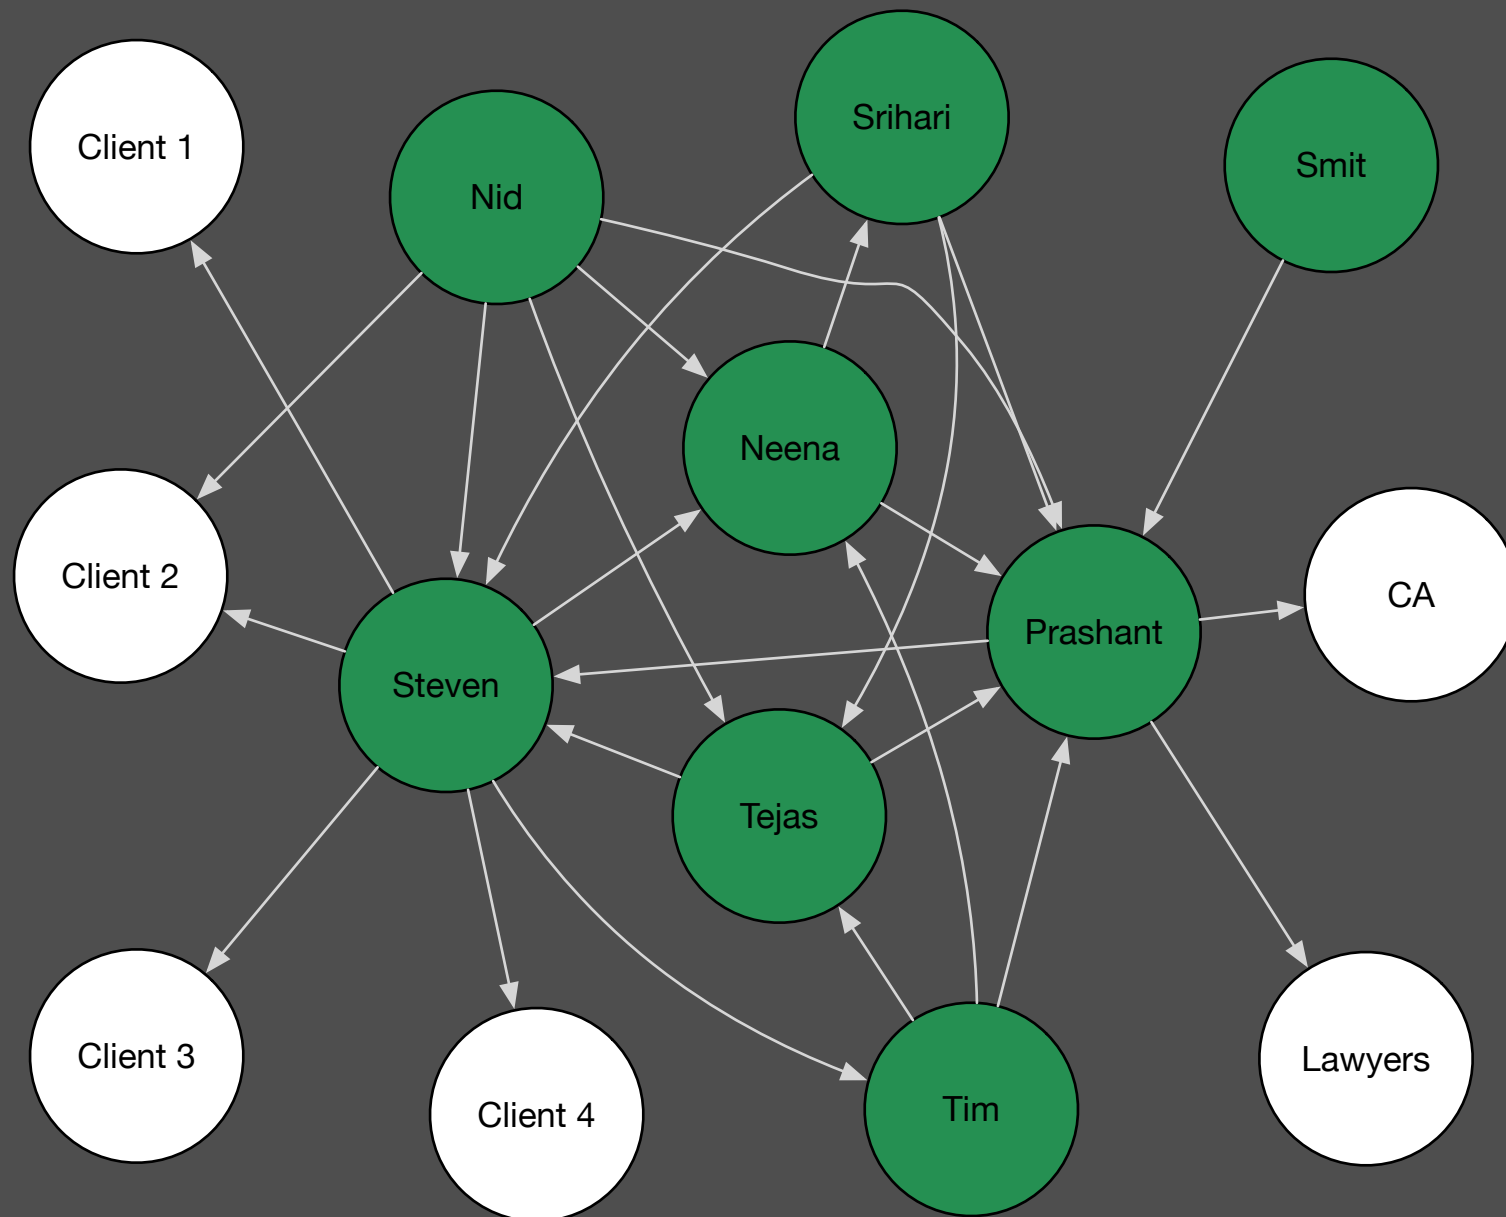 Client 1
Nid
Srihari
Smit
Neena
Client 2
Steven
Prashant
CA
Tejas
Client 3
Client 4
Tim
Lawyers